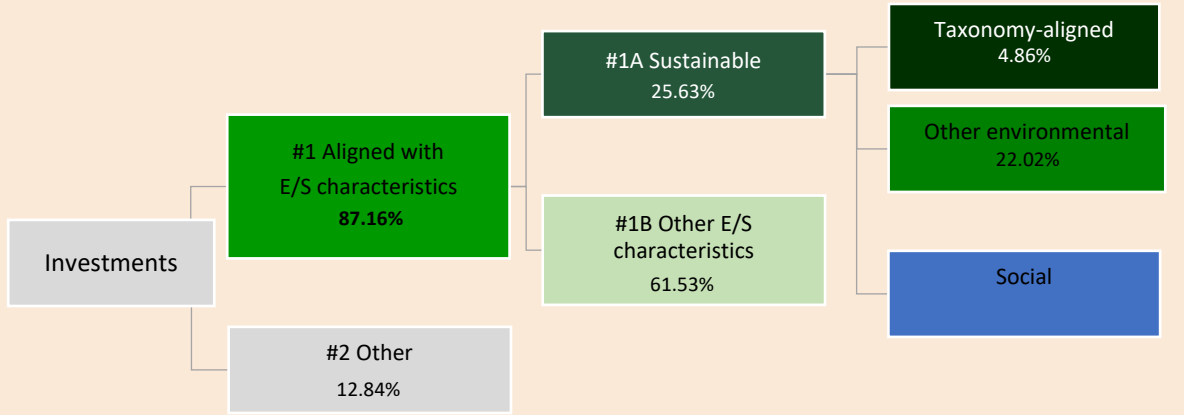 Investments
#1 Aligned with
E/S characteristics
87.16%
#2 Other
12.84%
#1A Sustainable
25.63%
#1B Other E/S
characteristics
61.53%
Taxonomy-aligned
4.86%
Other environmental
22.02%
Social